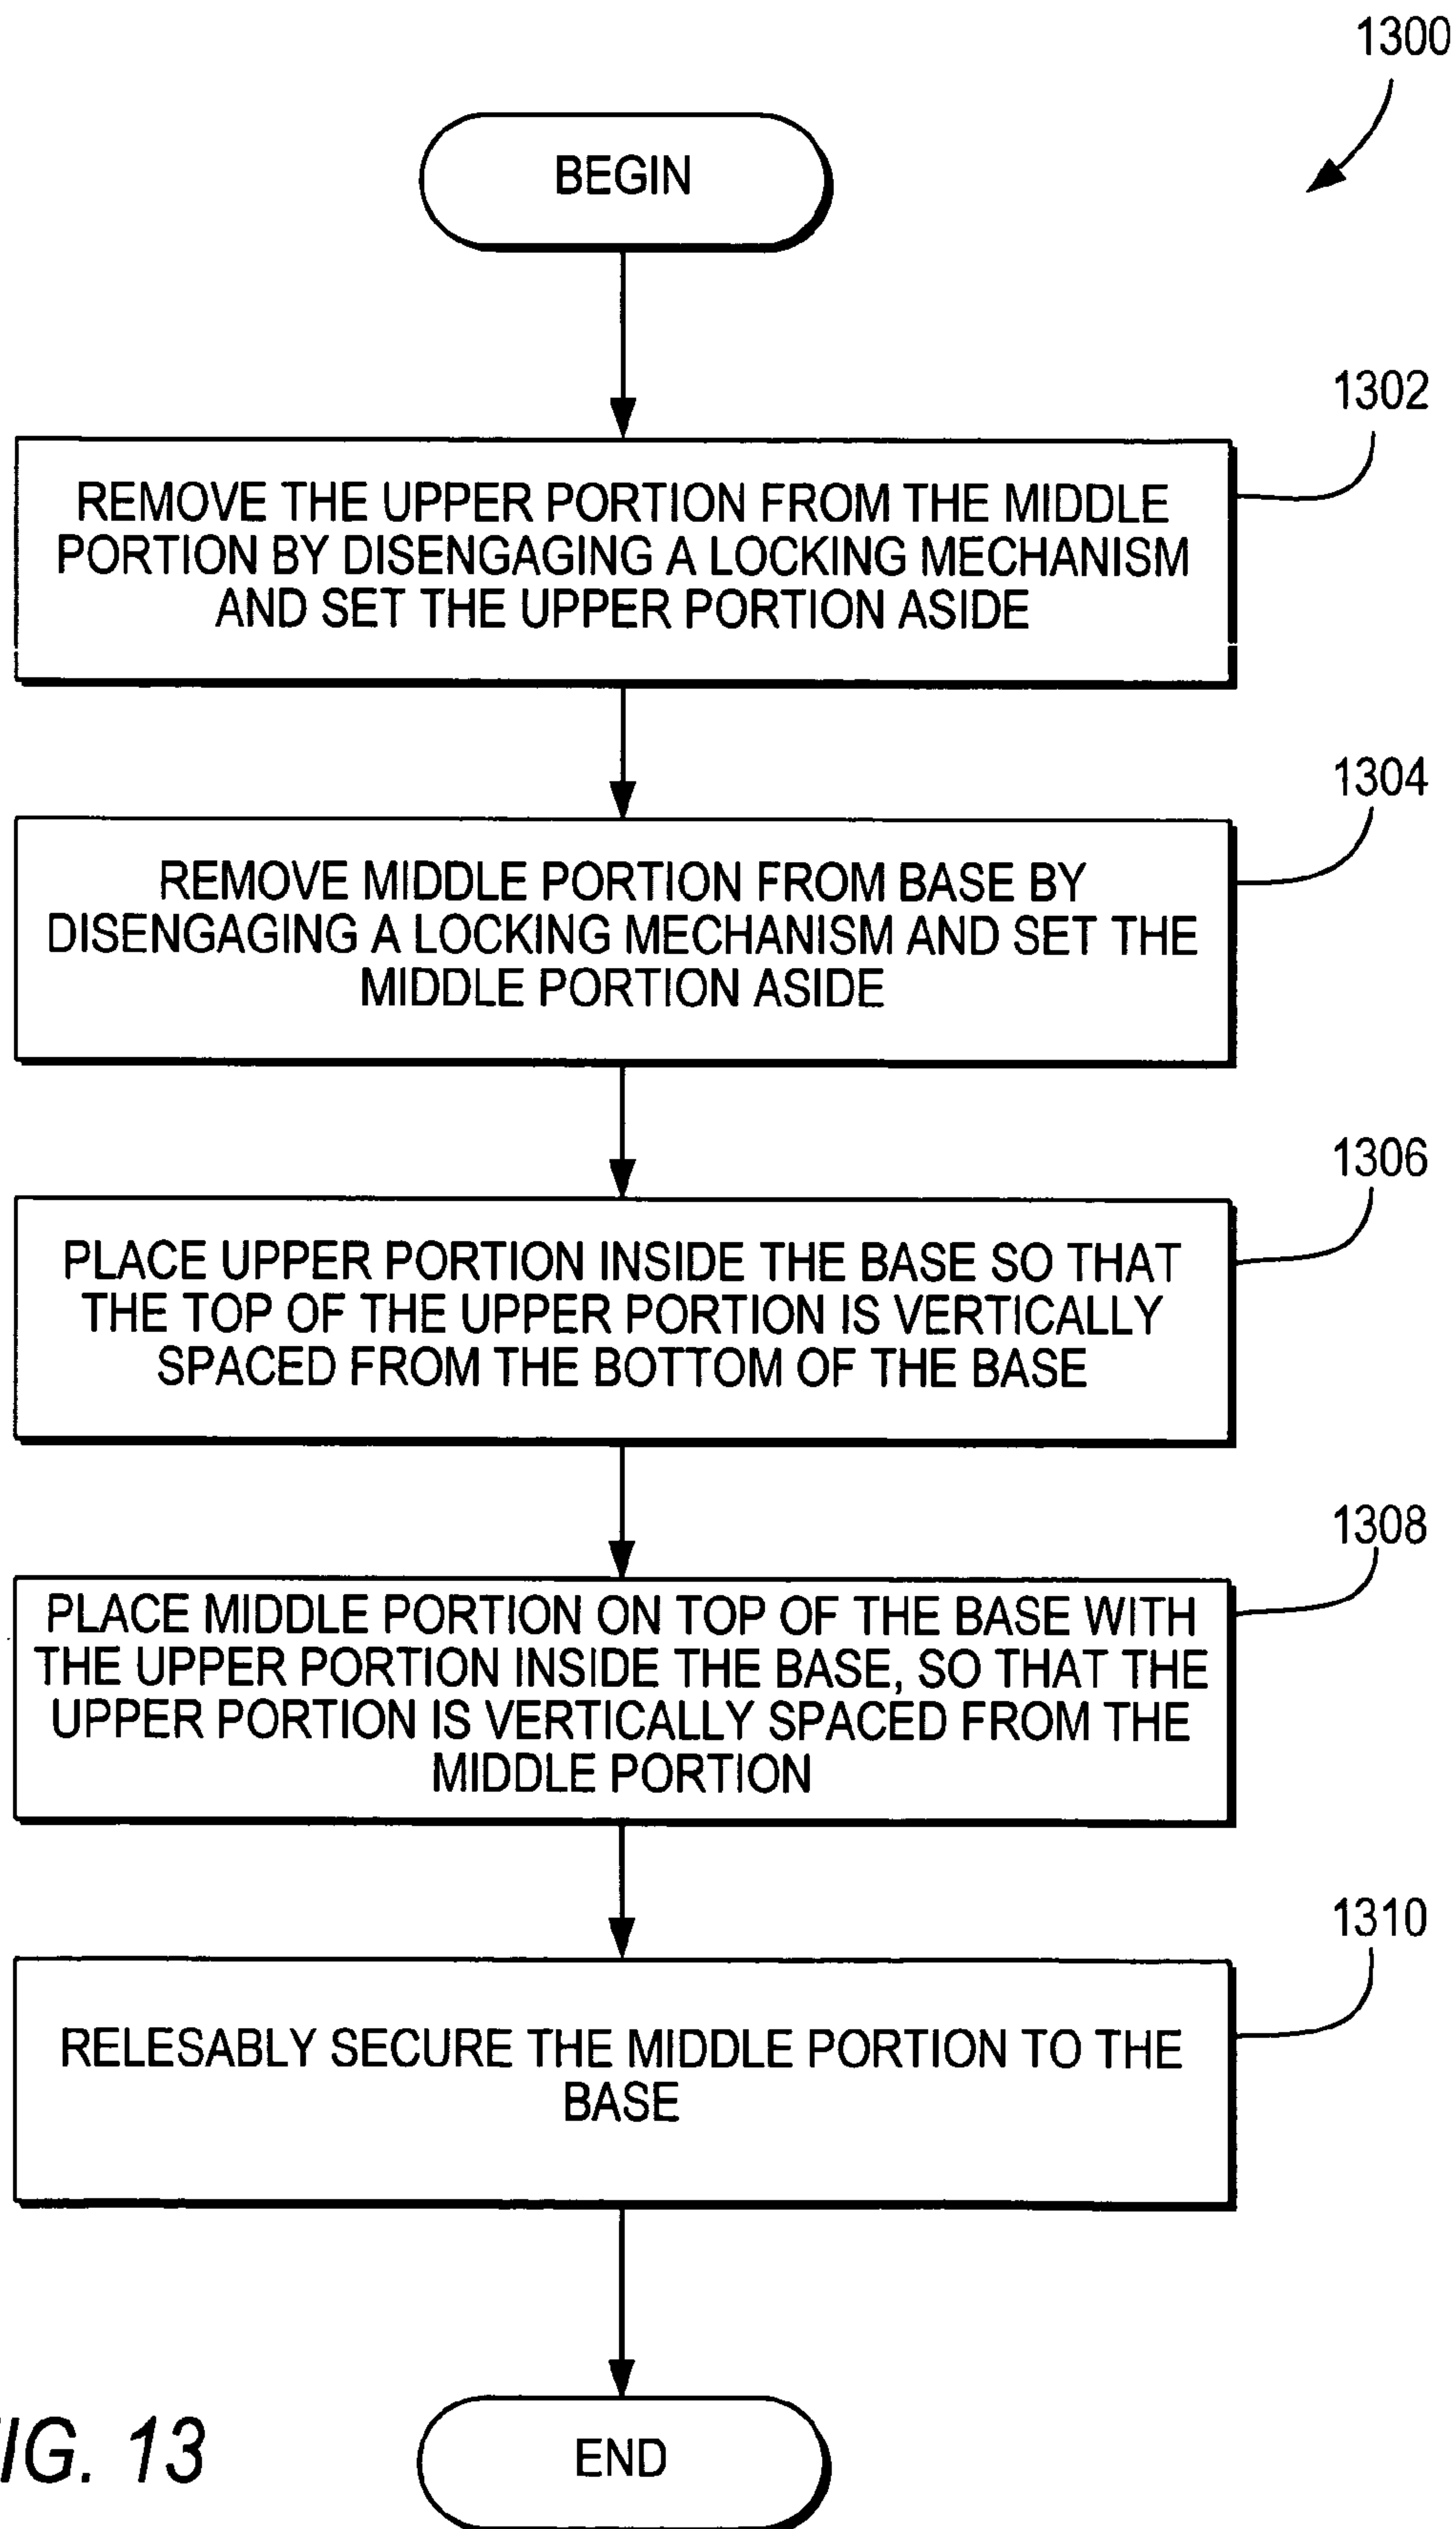 1300
BEGIN
1302
REMOVE THE UPPER PORTION FROM THE MIDDLE
PORTION BY DISENGAGING A LOCKING MECHANISM
AND SET THE UPPER PORTION ASIDE
1304
REMOVE MIDDLE PORTION FROM BASE BY
DISENGAGING A LOCKING MECHANISM AND SET THE
MIDDLE PORTION ASIDE
1306
PLACE UPPER PORTION INSIDE THE BASE SO THAT
THE TOP OF THE UPPER PORTION IS VERTICALLY
SPACED FROM THE BOTTOM OF THE BASE
1308
PLACE MIDDLE PORTION ON TOP OF THE BASE WITH
THE UPPER PORTION INSIDE THE BASE, SO THAT THE
UPPER PORTION IS VERTICALLY SPACED FROM THE
MIDDLE PORTION
1310
RELESABLY SECURE THE MIDDLE PORTION TO THE
BASE
END
IG. 13